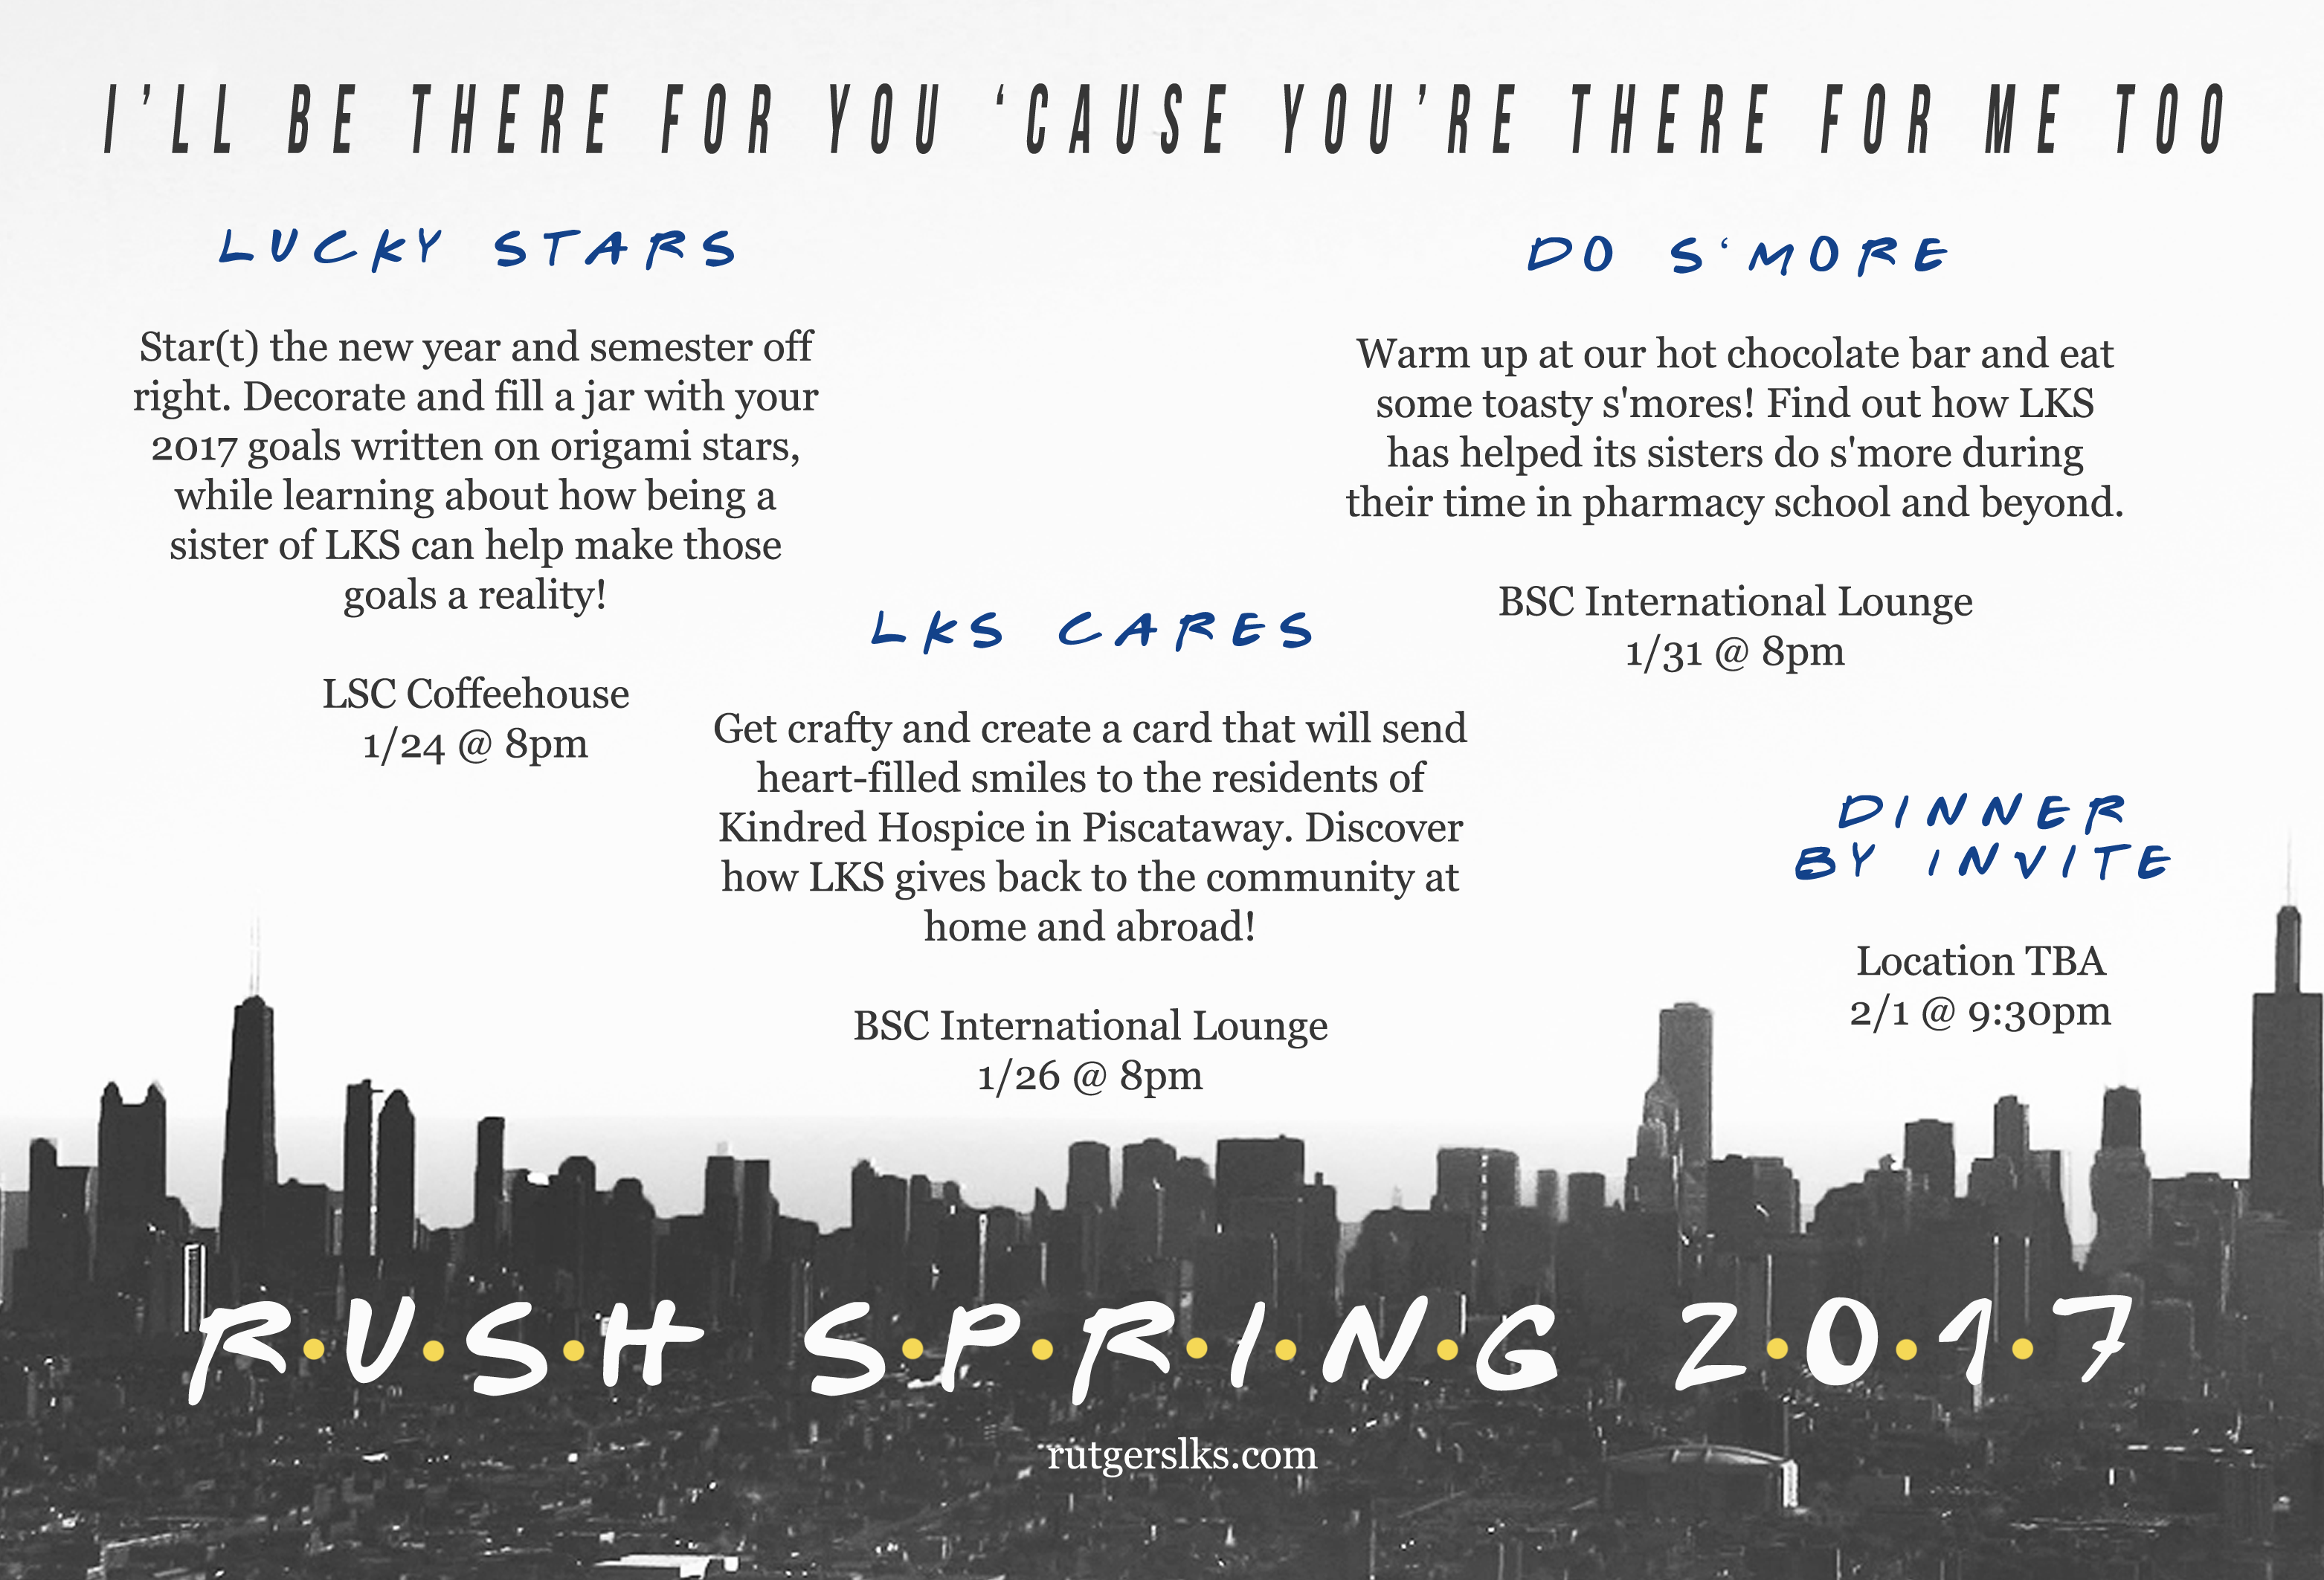 I'LL BE THERE FOR YOU ‘CAUSE YOU'RE THERE FOR ME TOO
LUCKY STARS
Star(t) the new year and semester off
right. Decorate and fill a jar with your
2017 goals written on origami stars,
while learning about how being a
sister of LKS can help make those
goals a reality!
LSC Coffeehouse
1/24 @ 8pm
LKS CARES
Get crafty and create a card that will send
heart-filled smiles to the residents of
Kindred Hospice in Piscataway. Discover
how LKS gives back to the community at
home and abroad!
BSC International Lounge
1/26 @ 8pm
DO S‘MORE
Warm up at our hot chocolate bar and eat
some toasty s'mores! Find out how LKS
has helped its sisters do s'more during
their time in pharmacy school and beyond.
BSC International Lounge
1/31 @ 8pm
DINNER
BY INVITE
Location TBA
2/1 @ 9:30pm
R•U•S•H S•P•R•I•N•G 2•0•1•7
rutgerslks.com